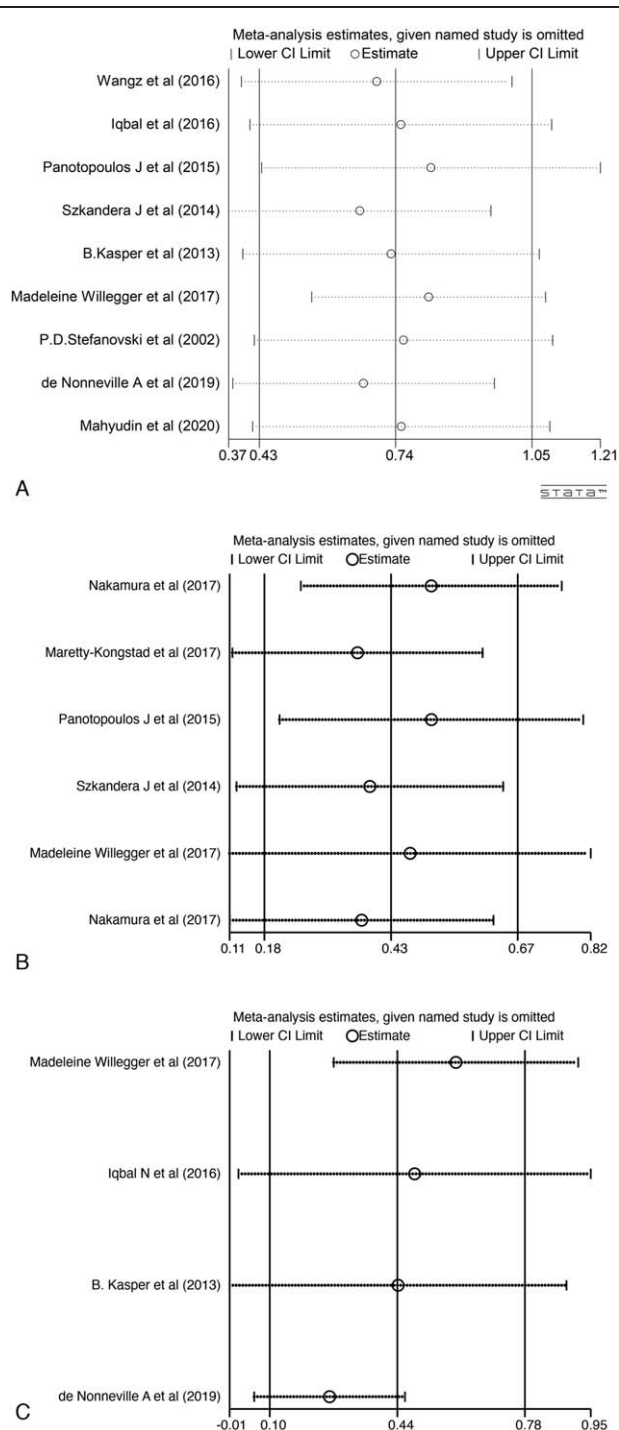 Meta-analysis estimates, given named study is omitted
| Lower CI Limit ○Estimate | Upper CI Limit
Wangz et al (2016)
Iqbal et al (2016)
Panotopoulos J et al (2015)
Szkandera J et al (2014)
B.Kasper et al (2013)
Madeleine Willegger et al (2017)
P.D.Stefanovski et al (2002)
de Nonneville A et al (2019)
Mahyudin et al (2020)
0.37 0.43 0.74 1.05 1.21
A
STATA™
Meta-analysis estimates, given named study is omitted
| Lower CI Limit ○Estimate | Upper CI Limit
Nakamura et al (2017)
Maretty-Kongstad et al (2017)
Panotopoulos J et al (2015)
Szkandera J et al (2014)
Madeleine Willegger et al (2017)
Nakamura et al (2017)
0.11 0.18 0.43 0.67 0.82
B
Meta-analysis estimates, given named study is omitted
| Lower CI Limit ○Estimate | Upper CI Limit
Madeleine Willegger et al (2017)
Iqbal N et al (2016)
B. Kasper et al (2013)
de Nonneville A et al (2019)
C
-0.01 0.10 0.44 0.78 0.95